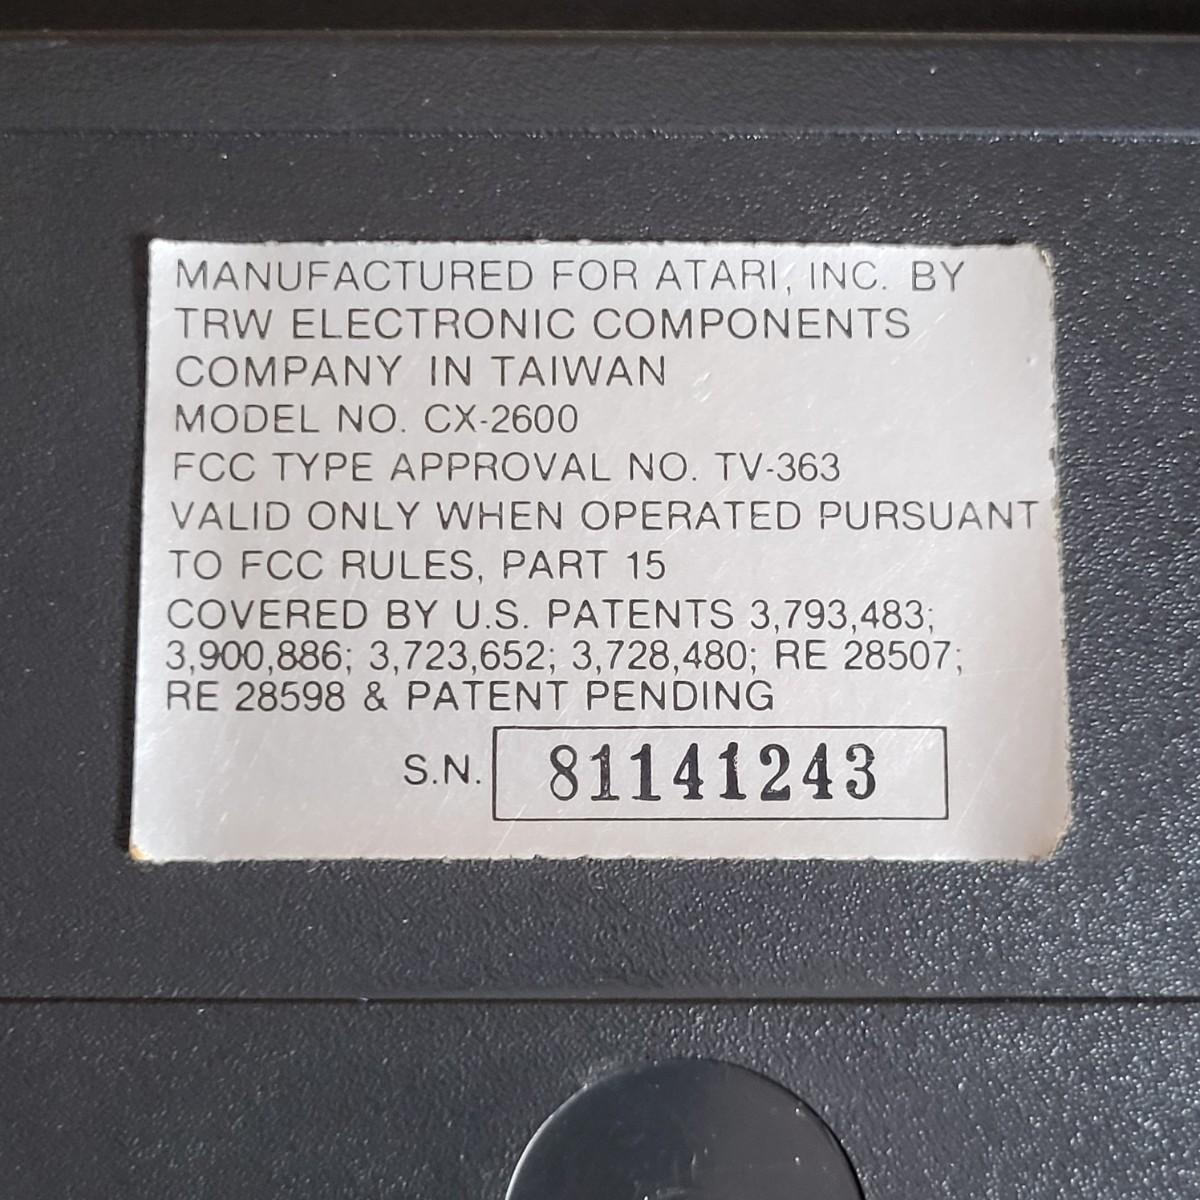 MANUFACTURED FOR ATARI, INC. BY
TRW ELECTRONIC COMPONENTS
COMPANY IN TAIWAN
MODEL NO. CX-2600
FCC TYPE APPROVAL NO. TV-363
VALID ONLY WHEN OPERATED PURSUANT
TO FCC RULES, PART 15
COVERED BY U.S. PATENTS 3,793,483;
3,900,886; 3,723,652; 3,728,480; RE 28507;
RE 28598 & PATENT PENDING
S.N. 81141243